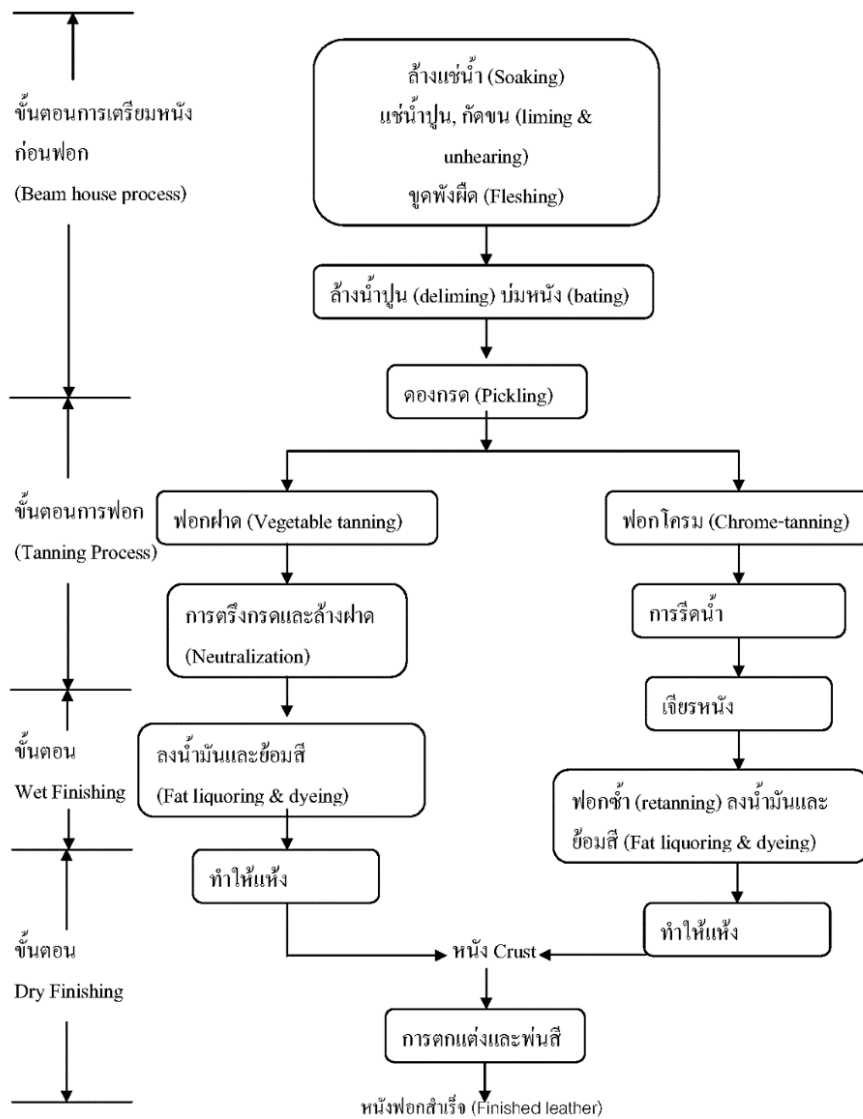 ล้างแช่น้ำ (Soaking)
แช่น้ำปูน, กัดขน (liming &
unhearing)
ขูดพังผืด (Fleshing)
ขั้นตอนการเตรียมหนัง
ก่อนฟอก
(Beam house process)
ล้างน้ำปูน (deliming) บ่มหนัง (bating)
ดองกรด (Pickling)
ขั้นตอนการฟอก
(Tanning Process)
ฟอกฝาด (Vegetable tanning)
ฟอกโครม (Chrome-tanning)
การตรึงกรดและล้างฝาด
(Neutralization)
การรีดน้ำ
เจียรหนัง
ขั้นตอน
Wet Finishing
ลงน้ำมันและย้อมสี
(Fat liquoring & dyeing)
ฟอกซ้ำ (retanning) ลงน้ำมันและ
ย้อมสี (Fat liquoring & dyeing)
ทำให้แห้ง
ทำให้แห้ง
ขั้นตอน
Dry Finishing
หนัง Crust
การตกแต่งและพ่นสี
หนังฟอกสำเร็จ (Finished leather)